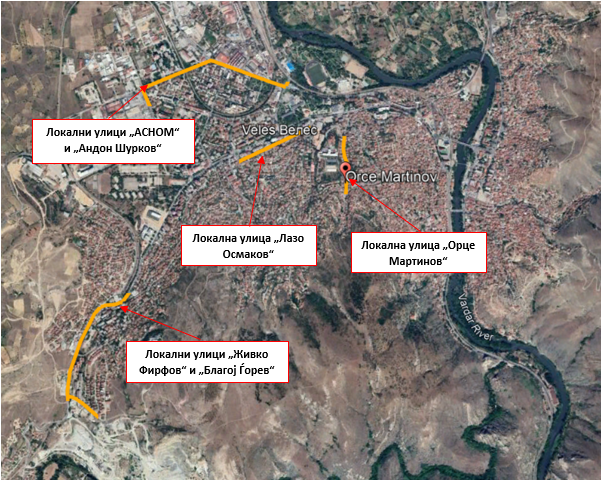 Локални улици „АСНОМ“
и „Андон Шурков“
Veles Велес
Orce Martinov
Локална улица „Лазо
Осмаков“
Локална улица „Орце
Мартинов“
Vardar River
Локални улици „Живко
Фирфов“ и „Благој Ѓорев“